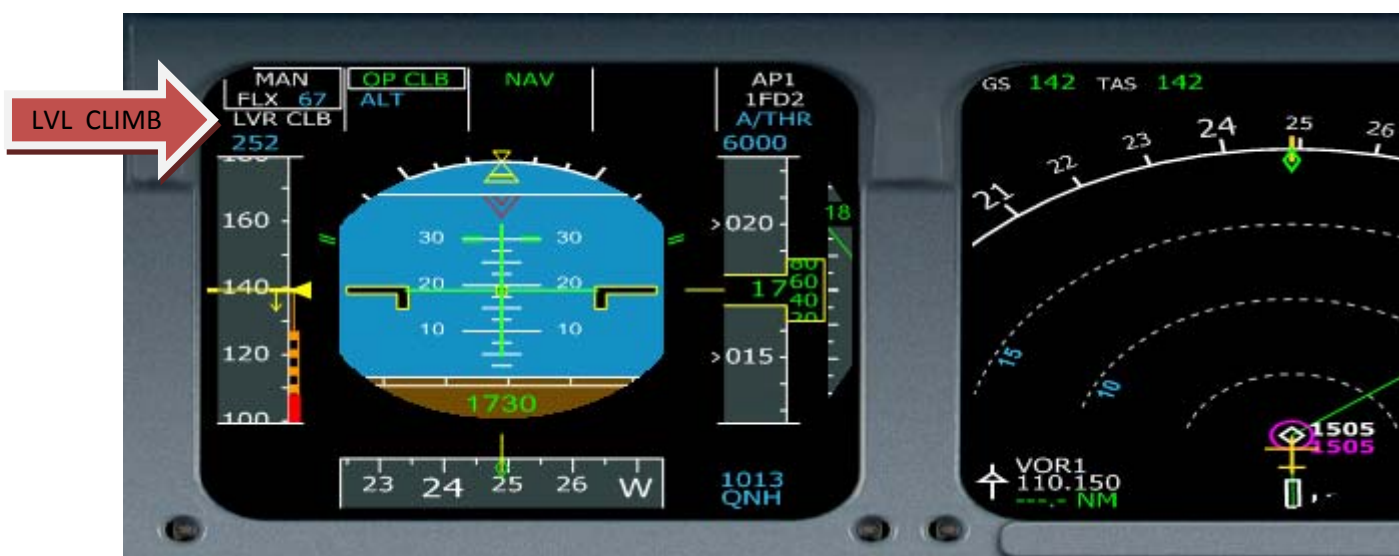 LVL CLIMB
MAN
FLX 67
LVR CLB
OP CLB
ALT
NAV
AP1
1FD2
A/THR
252
6000
180
160
140
120
100
30 30
20 20
10 10
1730
020
17
80
60
40
20
015
18
23 24 25 26 W
1013
QNH
GS 142 TAS 142
21 22 23 24 25 26
15
10
1505
1505
VOR1
110.150
---.- NM